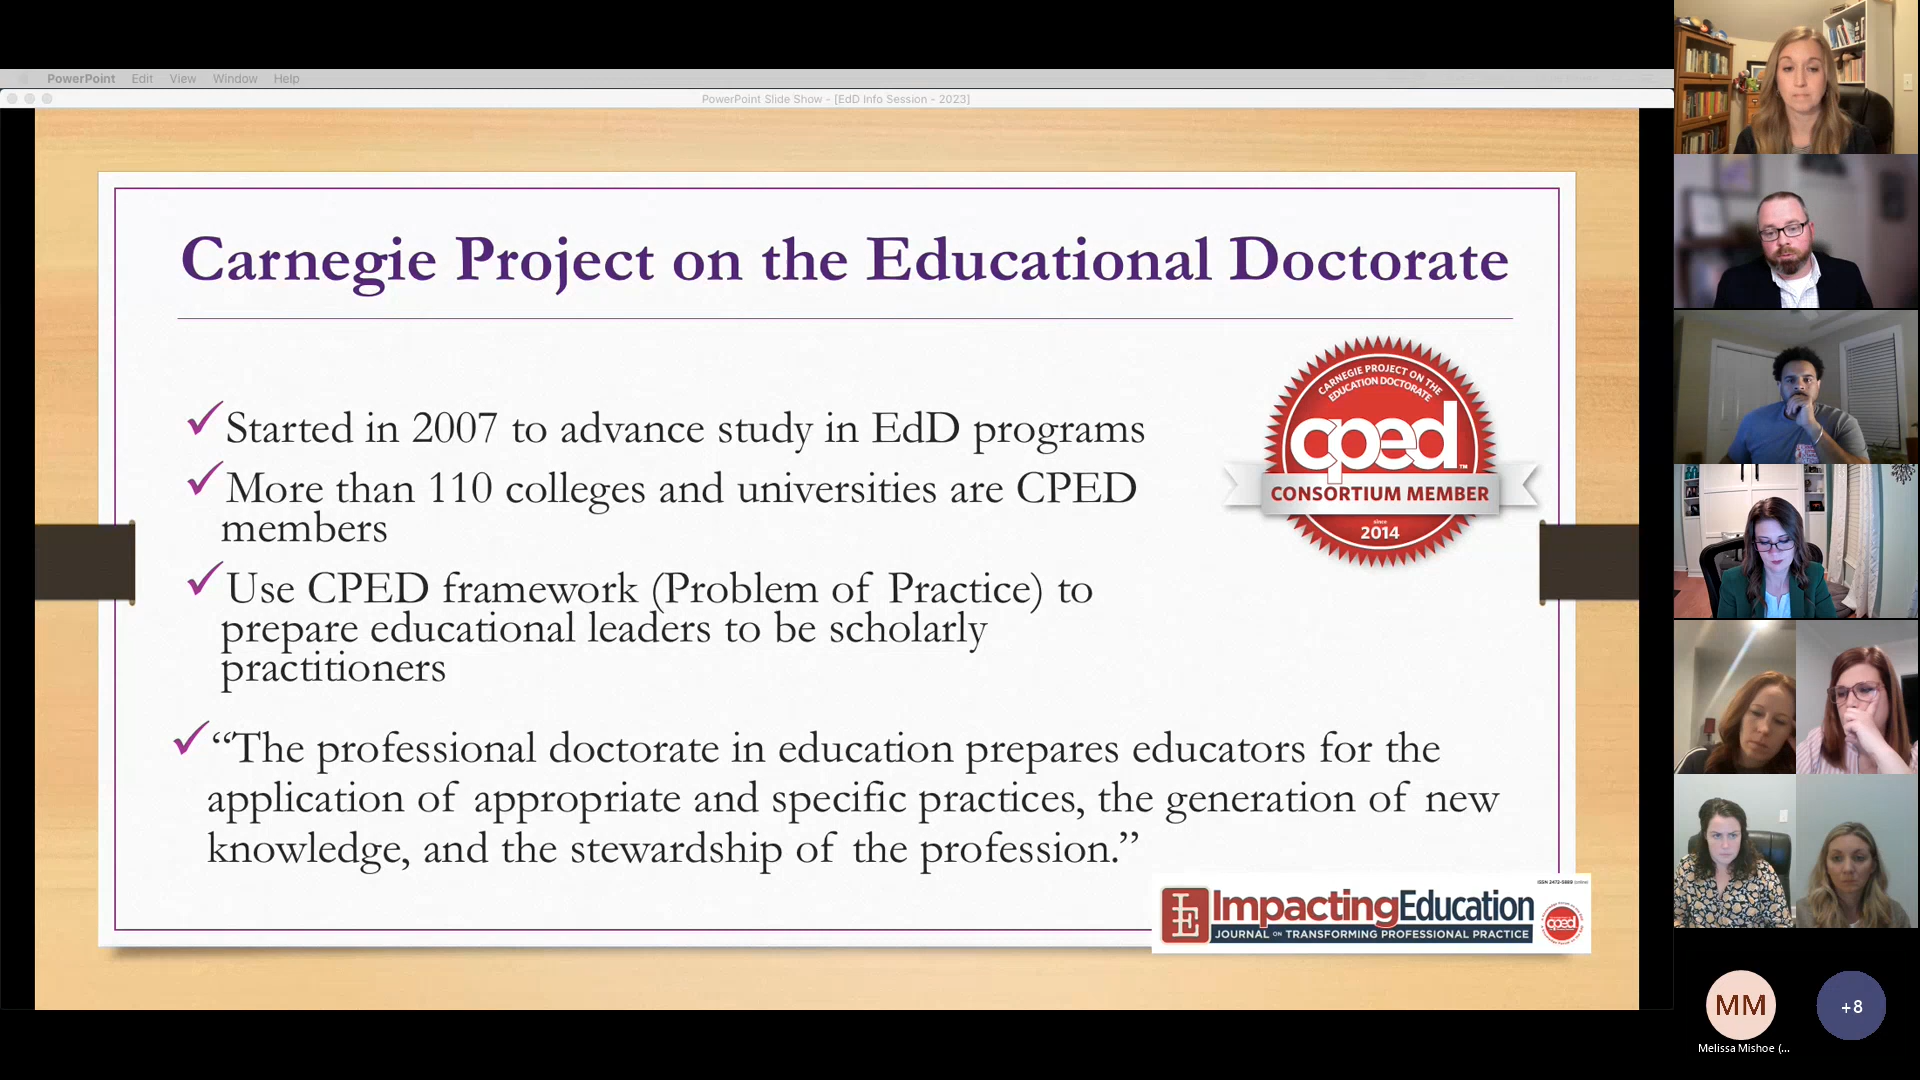 PowerPoint Edit View Window Help
PowerPoint Slide Show - [EdD Info Session - 2023]
Carnegie Project on the Educational Doctorate
Started in 2007 to advance study in EdD programs
More than 110 colleges and universities are CPED
members
Use CPED framework (Problem of Practice) to
prepare educational leaders to be scholarly
practitioners
“The professional doctorate in education prepares educators for the
application of appropriate and specific practices, the generation of new
knowledge, and the stewardship of the profession.”
CARNEGIE PROJECT ON THE
EDUCATION DOCTORATE
cped™
CONSORTIUM MEMBER
since
2014
ISSN 2472-5889 (online)
IE
ImpactingEducation
JOURNAL ON TRANSFORMING PROFESSIONAL PRACTICE
cped
MM
+8
Melissa Mishoe (...